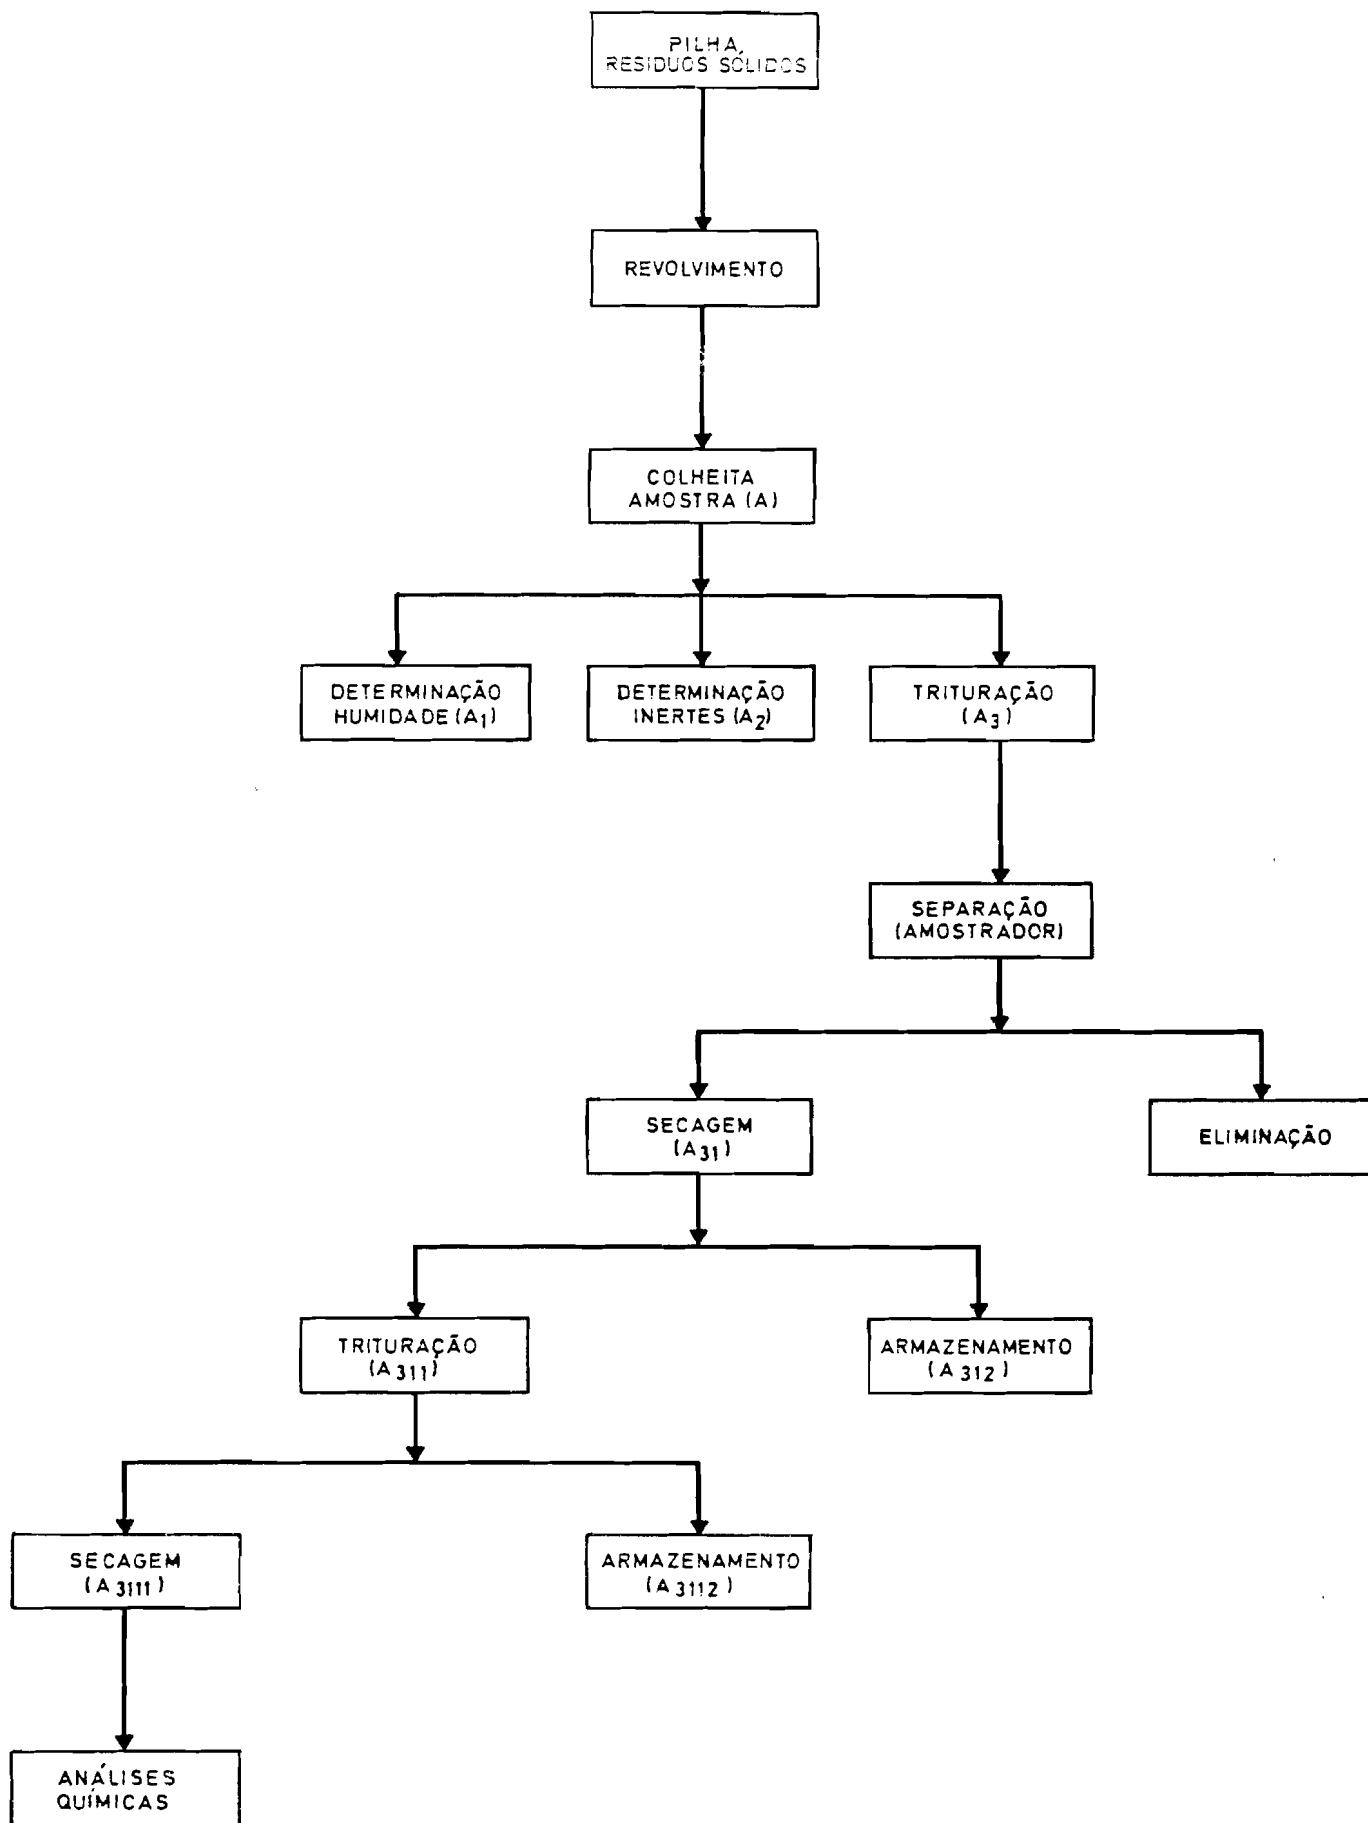 PILHA,
RESIDUOS SÓLIDOS
REVOLVIMENTO
COLHEITA
AMOSTRA (A)
DETERMINAÇÃO
HUMIDADE (A1)
DETERMINAÇÃO
INERTES (A2)
TRITURAÇÃO
(A3)
SEPARAÇÃO
(AMOSTRADOR)
SECAGEM
(A31)
ELIMINAÇÃO
TRITURAÇÃO
(A311)
ARMAZENAMENTO
(A312)
SECAGEM
(A3111)
ARMAZENAMENTO
(A3112)
ANÁLISES
QUÍMICAS